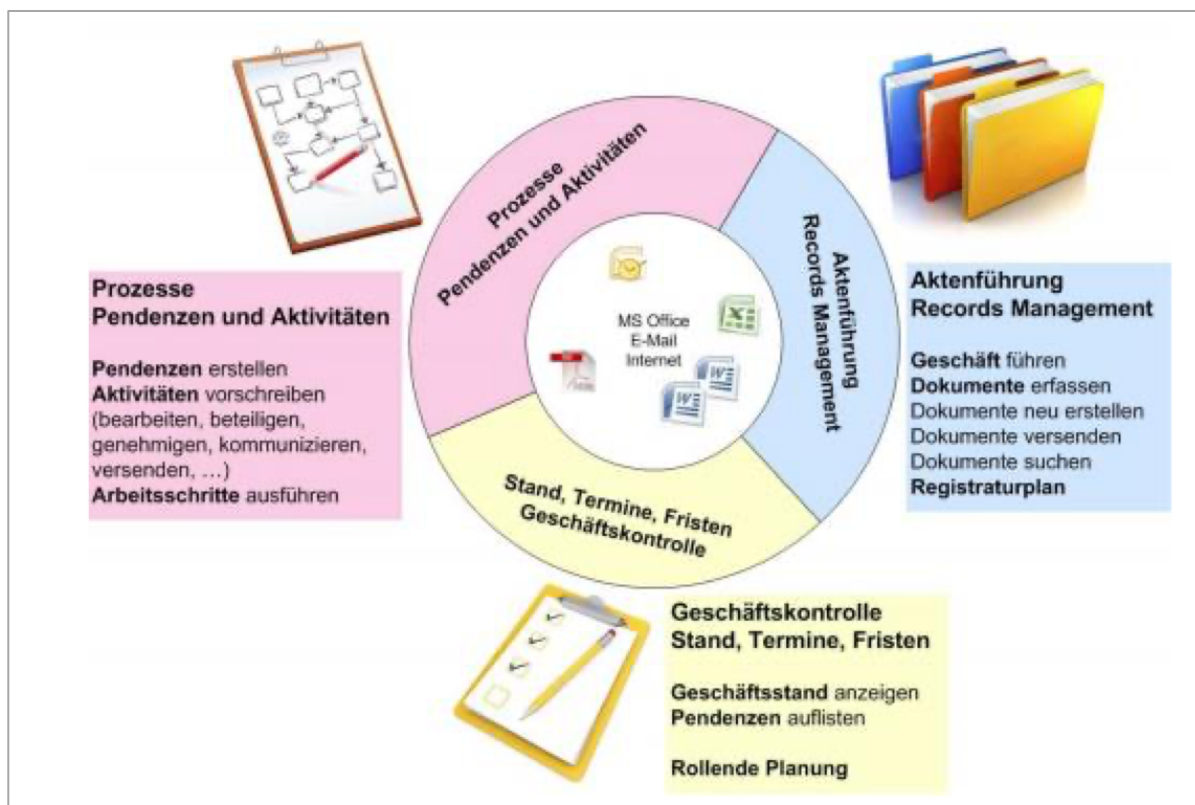 Prozesse
Pendenzen und Aktivitäten
Aktenführung
Records Management
Stand, Termine, Fristen
Geschäftskontrolle
MS Office
E-Mail
Internet
Prozesse
Pendenzen und Aktivitäten
Pendenzen erstellen
Aktivitäten vorschreiben
(bearbeiten, beteiligen,
genehmigen, kommunizieren,
versenden, …)
Arbeitsschritte ausführen
Aktenführung
Records Management
Geschäft führen
Dokumente erfassen
Dokumente neu erstellen
Dokumente versenden
Dokumente suchen
Registraturplan
Geschäftskontrolle
Stand, Termine, Fristen
Geschäftsstand anzeigen
Pendenzen auflisten
Rollende Planung